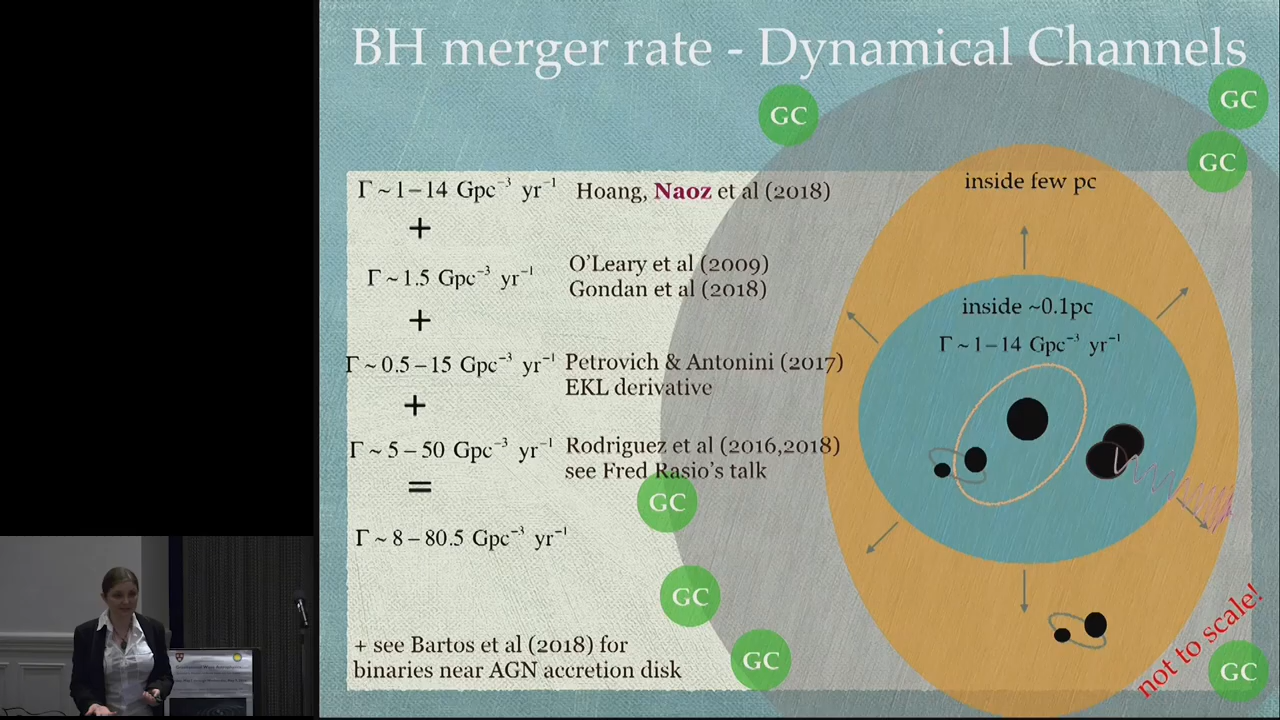 BH merger rate - Dynamical Channels
GC
GC
GC
inside few pc
Γ ~ 1 – 14 Gpc⁻³ yr⁻¹ Hoang, Naoz et al (2018)
+
Γ ~ 1.5 Gpc⁻³ yr⁻¹ O'Leary et al (2009)
Gondan et al (2018)
+
Γ ~ 0.5 – 15 Gpc⁻³ yr⁻¹ Petrovich & Antonini (2017)
EKL derivative
+
Γ ~ 5 – 50 Gpc⁻³ yr⁻¹ Rodriguez et al (2016,2018)
see Fred Rasio's talk
=
Γ ~ 8 – 80.5 Gpc⁻³ yr⁻¹
+ see Bartos et al (2018) for
binaries near AGN accretion disk
inside ~0.1pc
Γ ~ 1 – 14 Gpc⁻³ yr⁻¹
GC
GC
GC
GC
not to scale!